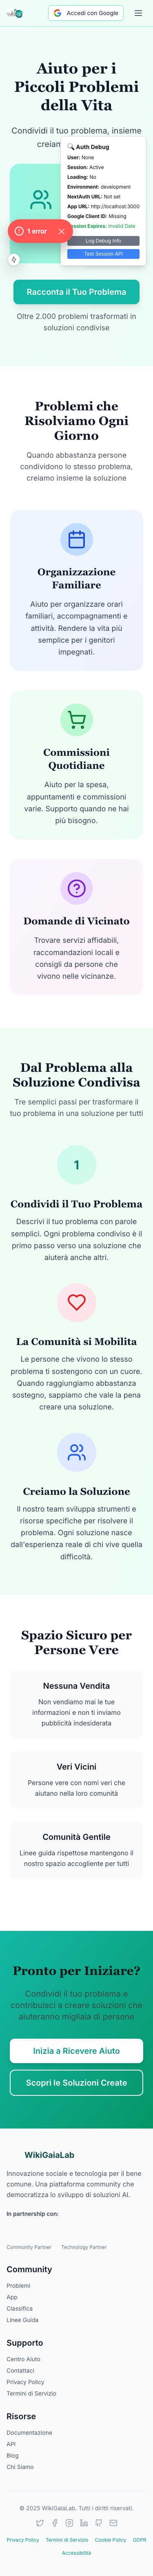 Accedi con Google
Aiuto per i
Piccoli Problemi
della Vita
Condividi il tuo problema, insieme
🔍 Auth Debug
User: None
Session: Active
Loading: No
Environment: development
NextAuth URL: Not set
App URL: http://localhost:3000
Google Client ID: Missing
Session Expires: Invalid Date
Log Debug Info
Test Session API
1 error
Racconta il Tuo Problema
Oltre 2.000 problemi trasformati in
soluzioni condivise
Problemi che
Risolviamo Ogni
Giorno
Quando abbastanza persone
condividono lo stesso problema,
creiamo insieme la soluzione
Organizzazione
Familiare
Aiuto per organizzare orari
familiari, accompagnamenti e
attività. Rendere la vita più
semplice per i genitori
impegnati.
Commissioni
Quotidiane
Aiuto per la spesa,
appuntamenti e commissioni
varie. Supporto quando ne hai
più bisogno.
Domande di Vicinato
Trovare servizi affidabili,
raccomandazioni locali e
consigli da persone che
vivono nelle vicinanze.
Dal Problema alla
Soluzione Condivisa
Tre semplici passi per trasformare il
tuo problema in una soluzione per tutti
1
Condividi il Tuo Problema
Descrivi il tuo problema con parole
semplici. Ogni problema condiviso è il
primo passo verso una soluzione che
aiuterà anche altri.
La Comunità si Mobilita
Le persone che vivono lo stesso
problema ti sostengono con un cuore.
Quando raggiungiamo abbastanza
sostegno, sappiamo che vale la pena
creare una soluzione.
Creiamo la Soluzione
Il nostro team sviluppa strumenti e
risorse specifiche per risolvere il
problema. Ogni soluzione nasce
dall'esperienza reale di chi vive quella
difficoltà.
Spazio Sicuro per
Persone Vere
Nessuna Vendita
Non vendiamo mai le tue
informazioni e non ti inviamo
pubblicità indesiderata
Veri Vicini
Persone vere con nomi veri che
aiutano nella loro comunità
Comunità Gentile
Linee guida rispettose mantengono il
nostro spazio accogliente per tutti
Pronto per Iniziare?
Condividi il tuo problema e
contribuisci a creare soluzioni che
aiuteranno migliaia di persone
Inizia a Ricevere Aiuto
Scopri le Soluzioni Create
WikiGaiaLab
Innovazione sociale e tecnologia per il bene
comune. Una piattaforma community che
democratizza lo sviluppo di soluzioni AI.
In partnership con:
Community Partner
Technology Partner
Community
Problemi
App
Classifica
Linee Guida
Supporto
Centro Aiuto
Contattaci
Privacy Policy
Termini di Servizio
Risorse
Documentazione
API
Blog
Chi Siamo
© 2025 WikiGaiaLab. Tutti i diritti riservati.
Privacy Policy Termini di Servizio Cookie Policy GDPR
Accessibilità